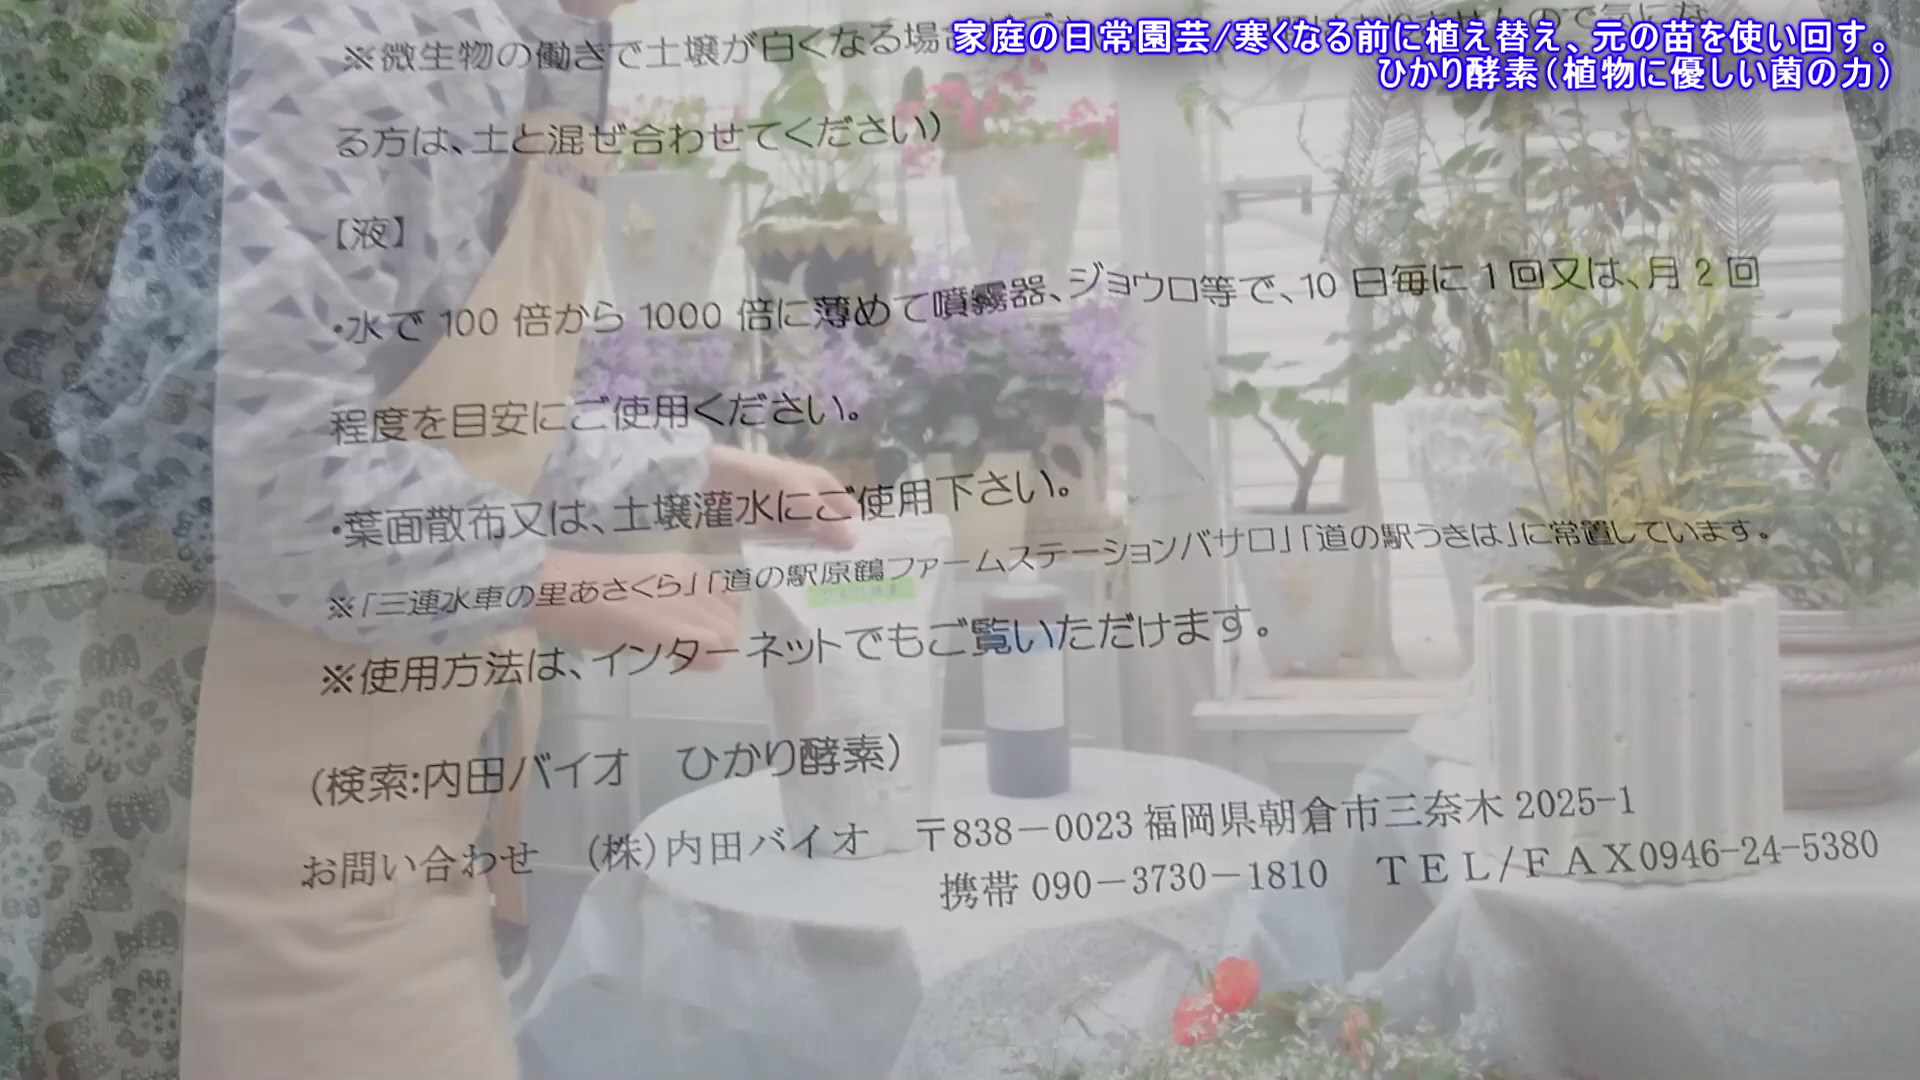 家庭の日常園芸/寒くなる前に植え替え、元の苗を使い回す。
ひかり酵素（植物に優しい菌の力）
※微生物の働きで土壌が白くなる場
る方は、土と混ぜ合わせてください）
【液】
・水で 100 倍から 1000 倍に薄めて噴霧器、ジョウロ等で、10 日毎に 1 回又は、月 2 回
程度を目安にご使用ください。
・葉面散布又は、土壌灌水にご使用下さい。
※「三連水車の里あさくら」「道の駅原鶴ファームステーションバサロ」「道の駅うきは」に常置しています。
※使用方法は、インターネットでもご覧いただけます。
（検索:内田バイオ　ひかり酵素）
お問い合わせ　（株）内田バイオ　〒838－0023 福岡県朝倉市三奈木 2025-1
携帯 090－3730－1810　ＴＥＬ/ＦＡＸ0946-24-5380